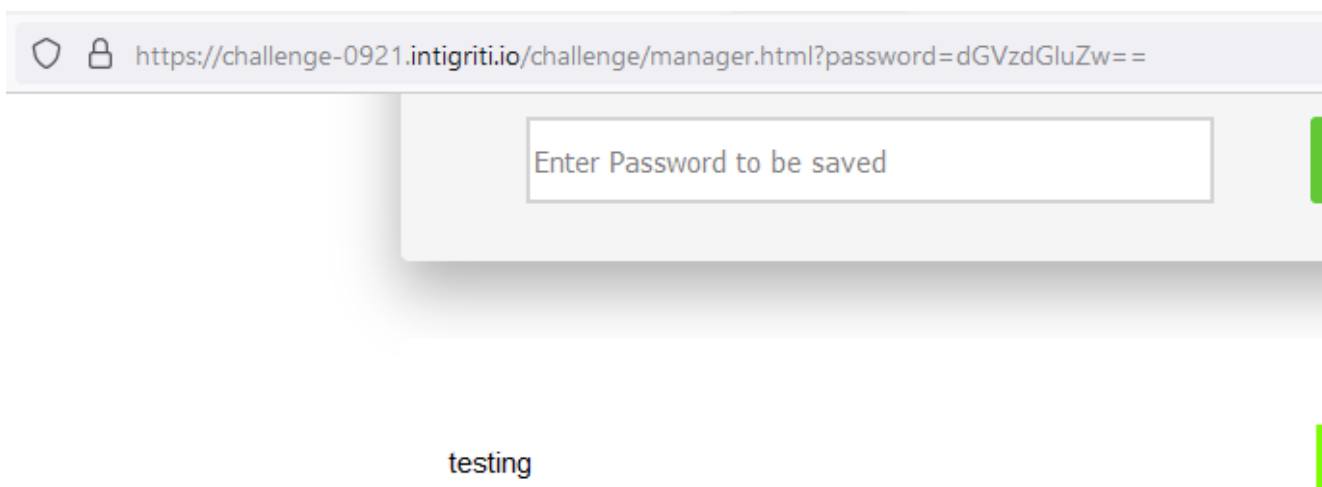 https://challenge-0921.intigriti.io/challenge/manager.html?password=dGVzdGluZw==
Enter Password to be saved
testing